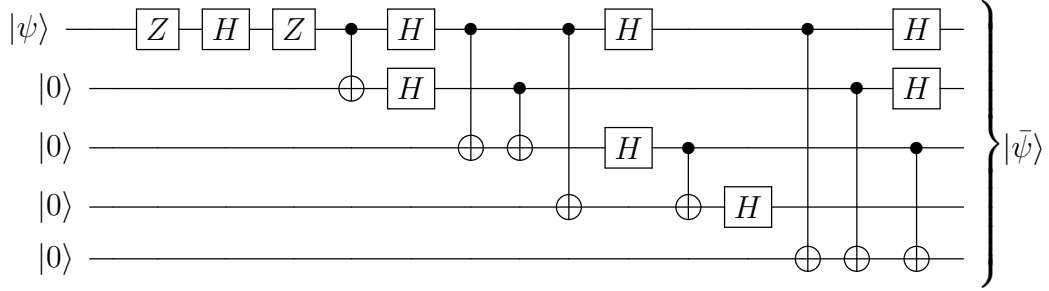 |ψ⟩ Z H Z H H H
|0⟩ H H
|0⟩ H |ψ̄⟩
|0⟩ H
|0⟩